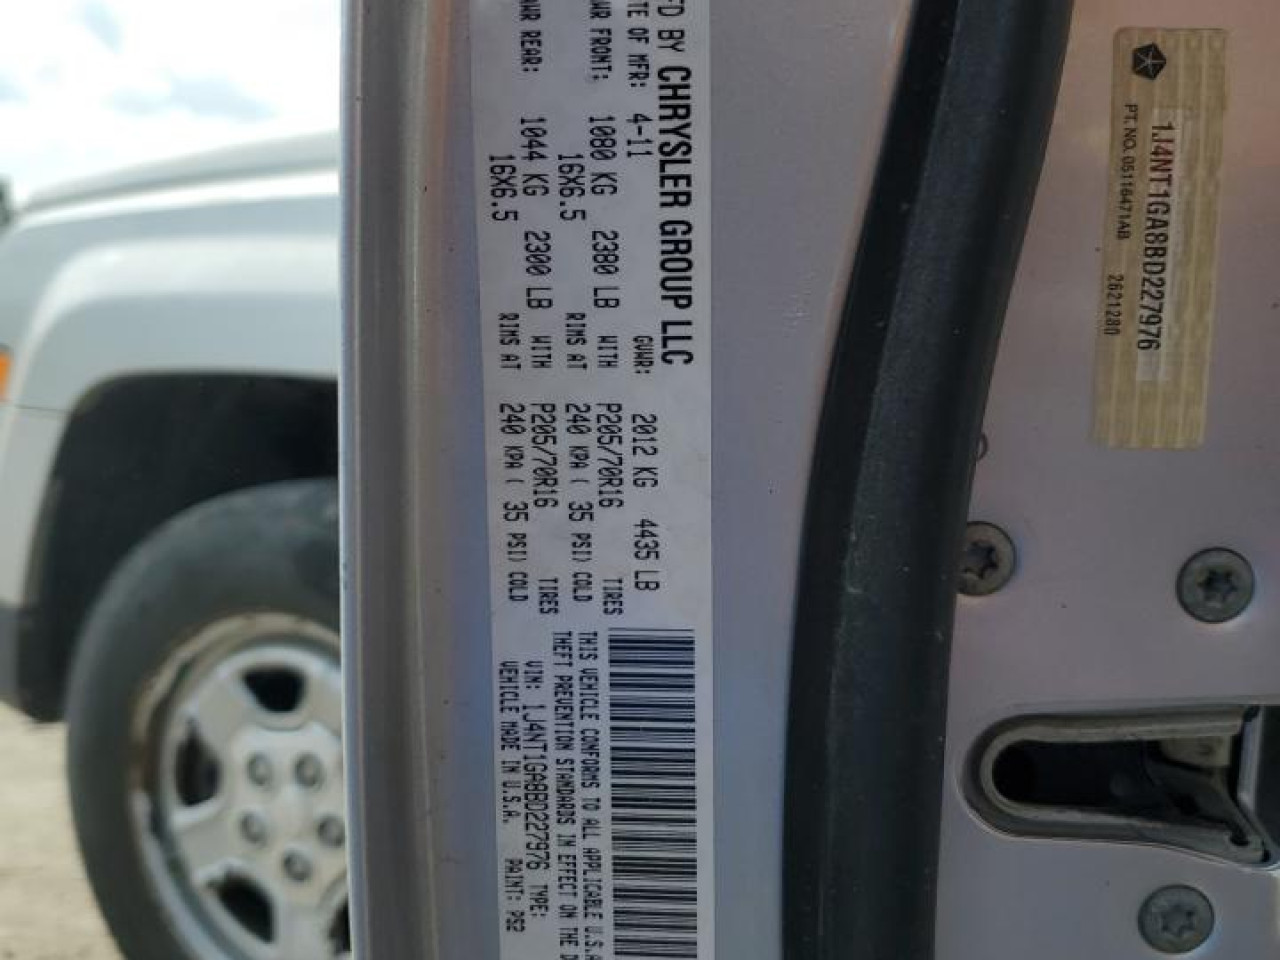 FD BY CHRYSLER GROUP LLC
TE OF MFR: 4-11 GVWR: 2012 KG 4435 LB
WR FRONT: 1080 KG 2380 LB WITH P205/70R16 TIRES
16X6.5 RIMS AT 240 KPA ( 35 PSI) COLD
AWR REAR: 1044 KG 2300 LB WITH P205/70R16 TIRES
16X6.5 RIMS AT 240 KPA ( 35 PSI) COLD
THIS VEHICLE CONFORMS TO ALL APPLICABLE U.S.A
THEFT PREVENTION STANDARDS IN EFFECT ON THE D
VIN: 1J4NT1GA8BD227976 TYPE:
VEHICLE MADE IN U.S.A. PAINT: PS2
1J4NT1GA8BD227976
PT. NO. 05116471AB 2621280